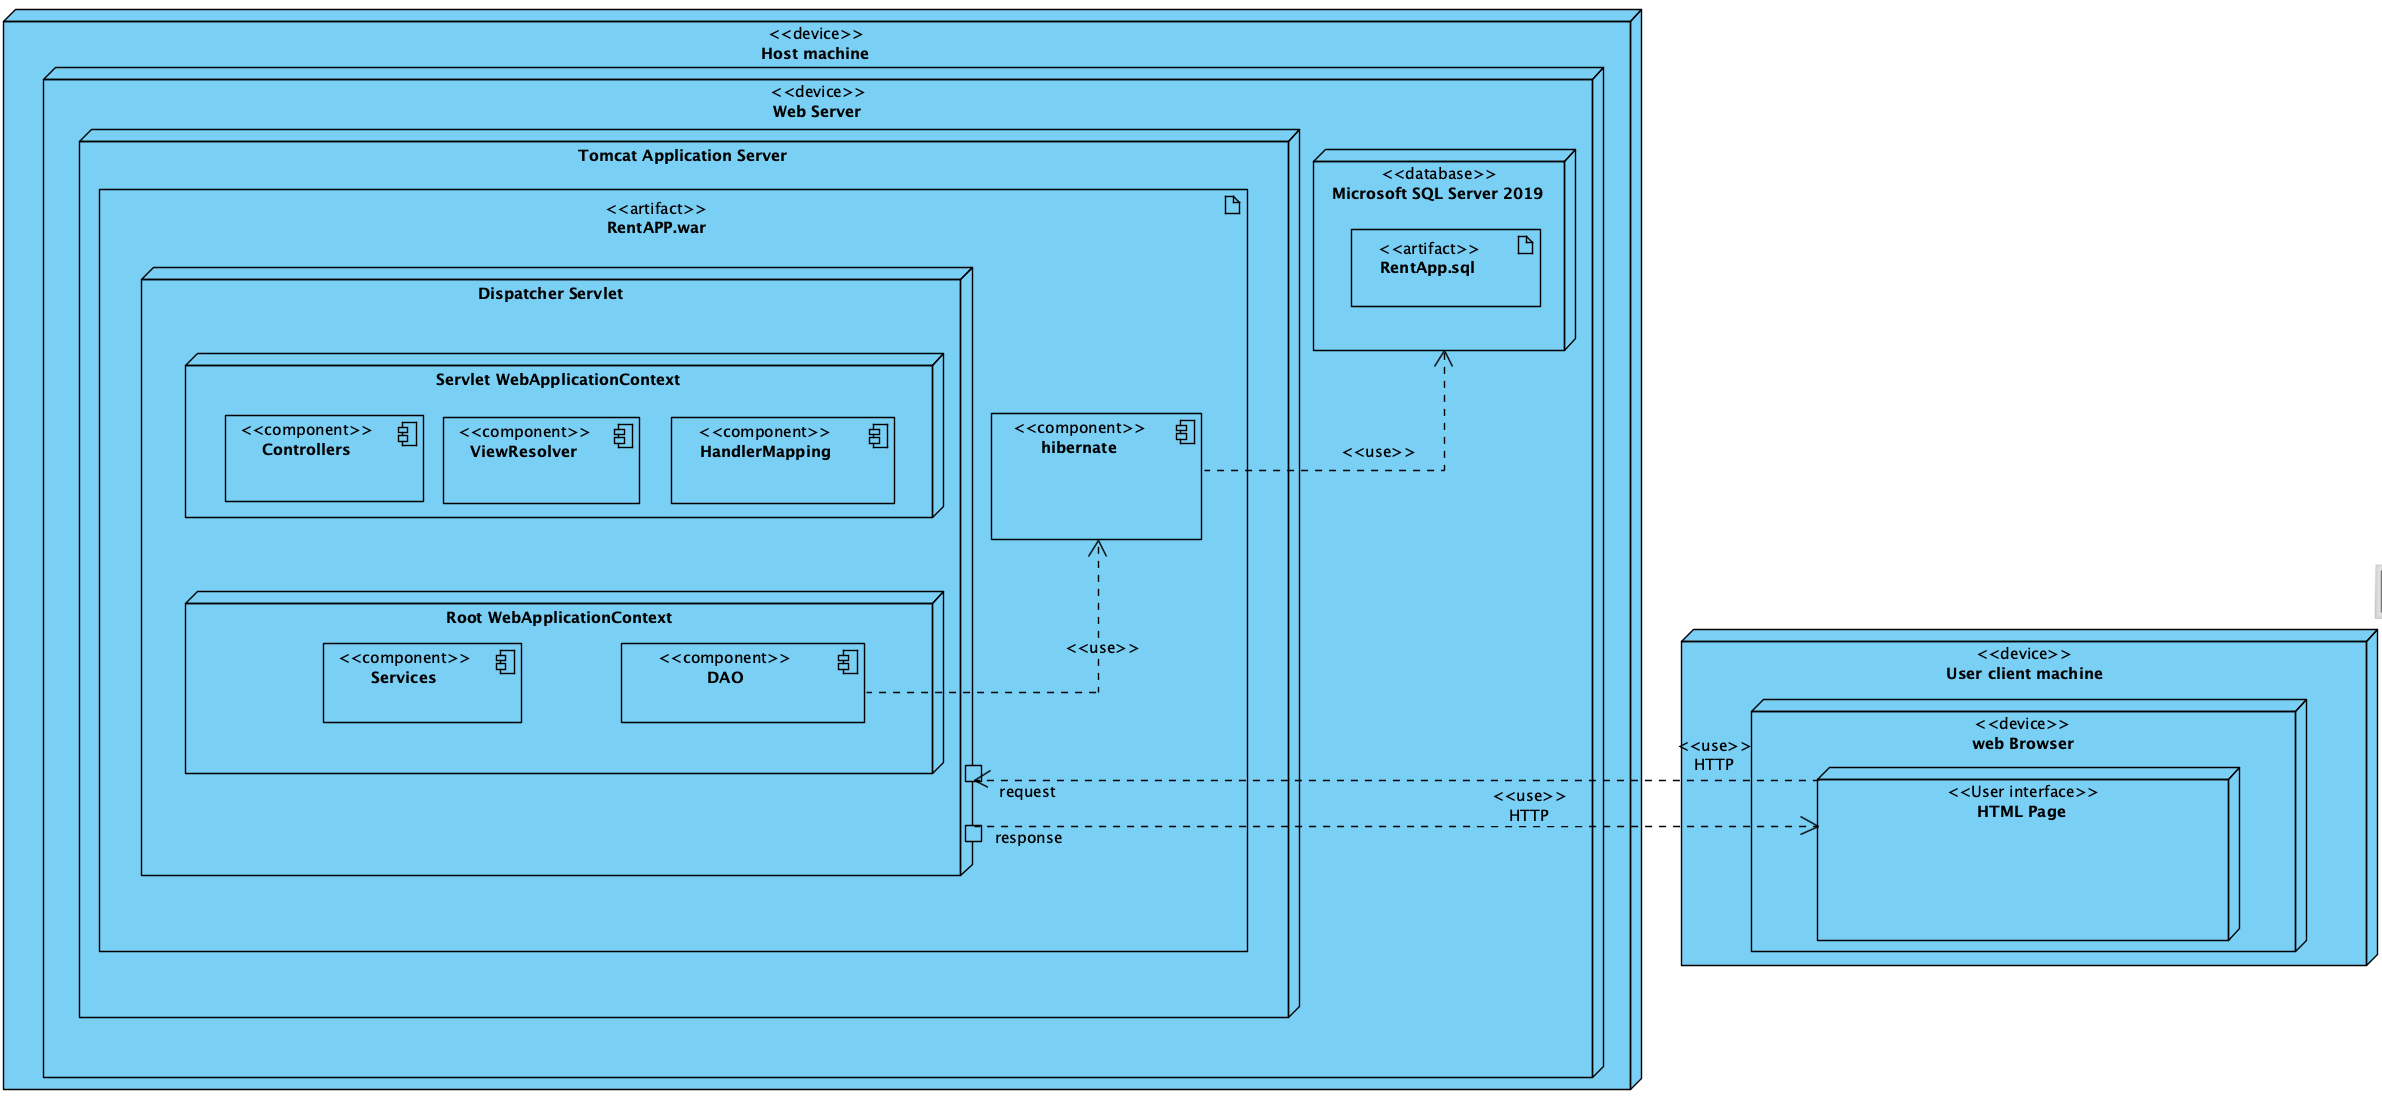 <<device>>
Host machine
<<device>>
Web Server
Tomcat Application Server
<<artifact>>
RentAPP.war
Dispatcher Servlet
Servlet WebApplicationContext
<<component>>
Controllers
<<component>>
ViewResolver
<<component>>
HandlerMapping
<<component>>
hibernate
<<use>>
<<database>>
Microsoft SQL Server 2019
<<artifact>>
RentApp.sql
Root WebApplicationContext
<<component>>
Services
<<component>>
DAO
<<use>>
request
response
<<use>>
HTTP
<<use>>
HTTP
<<device>>
User client machine
<<device>>
web Browser
<<User interface>>
HTML Page